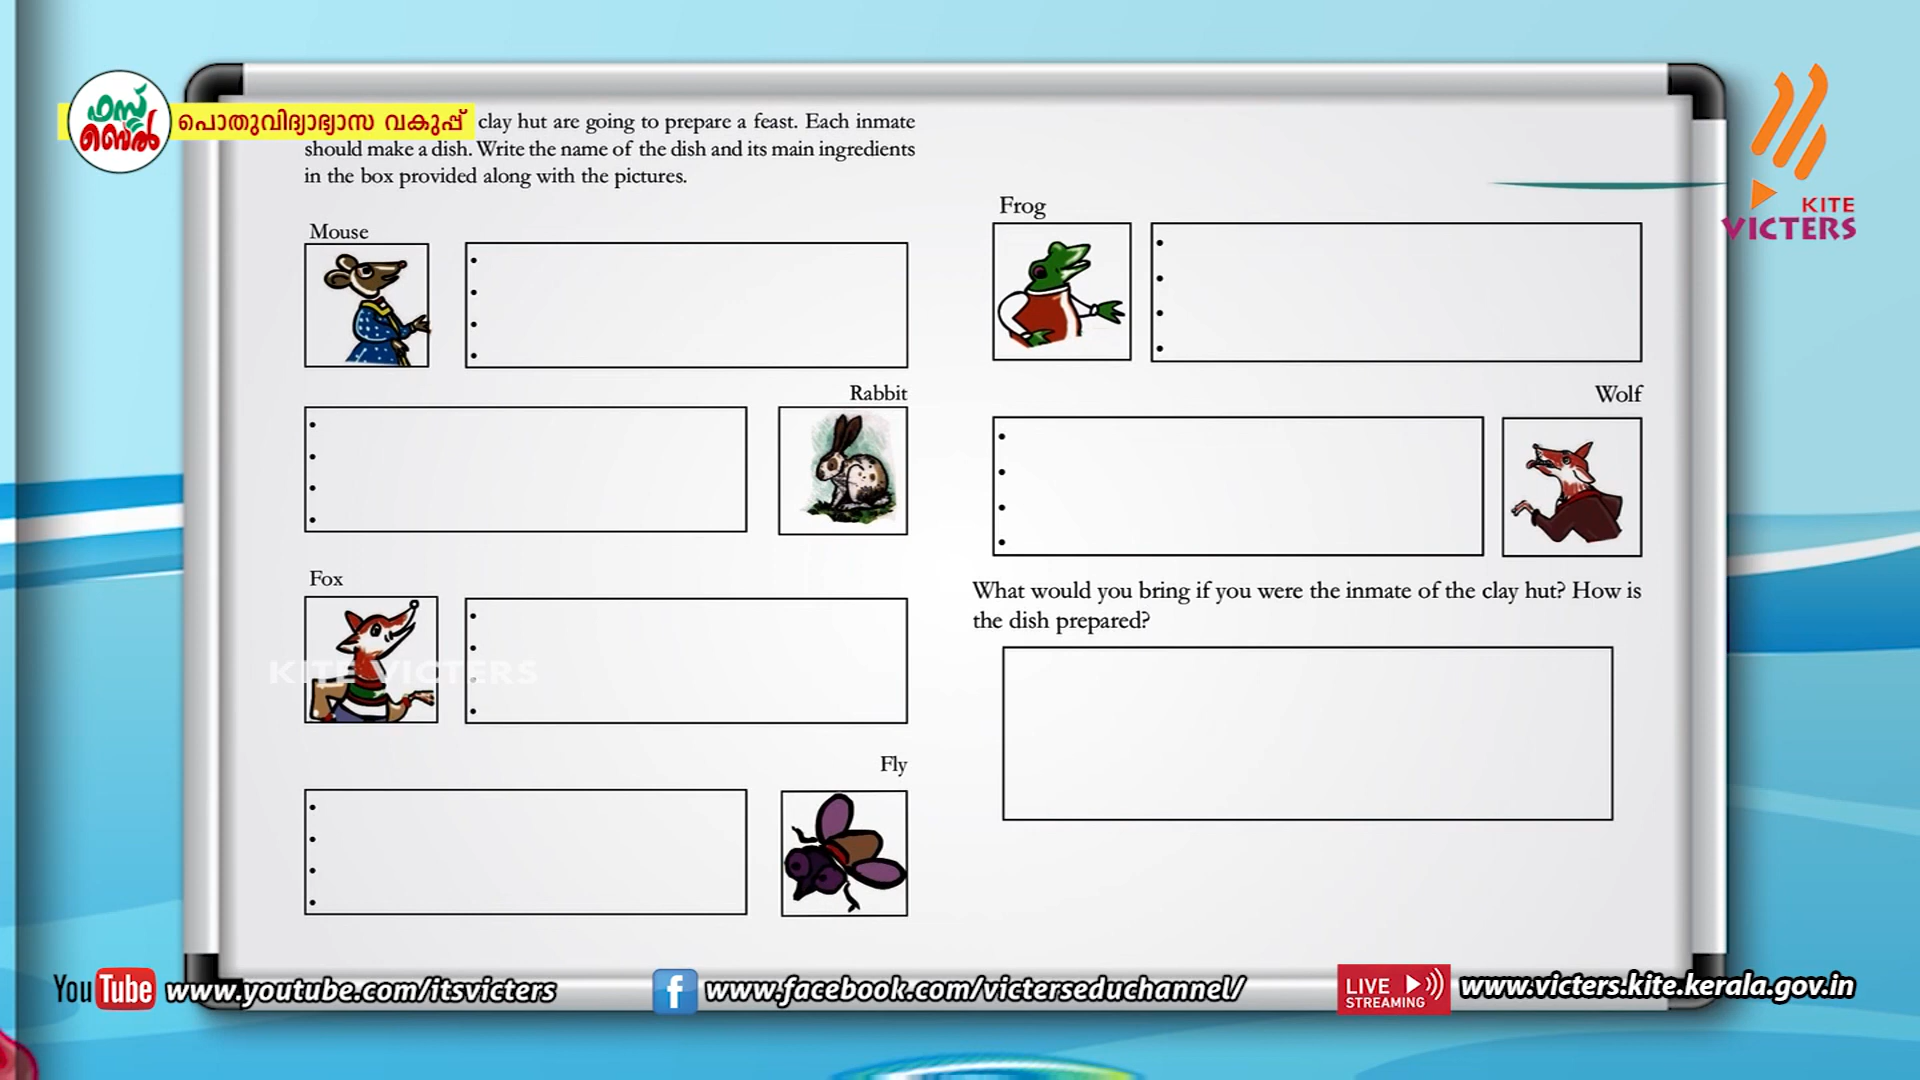 ഫസ്റ്റ്
ബെൽ
പൊതുവിദ്യാഭ്യാസ വകുപ്പ്
clay hut are going to prepare a feast. Each inmate
should make a dish. Write the name of the dish and its main ingredients
in the box provided along with the pictures.
Mouse
Rabbit
Fox
KITE VICTERS
Fly
Frog
Wolf
What would you bring if you were the inmate of the clay hut? How is
the dish prepared?
KITE
VICTERS
YouTube www.youtube.com/itsvicters
f www.facebook.com/victerseduchannel/
LIVE
STREAMING
www.victers.kite.kerala.gov.in